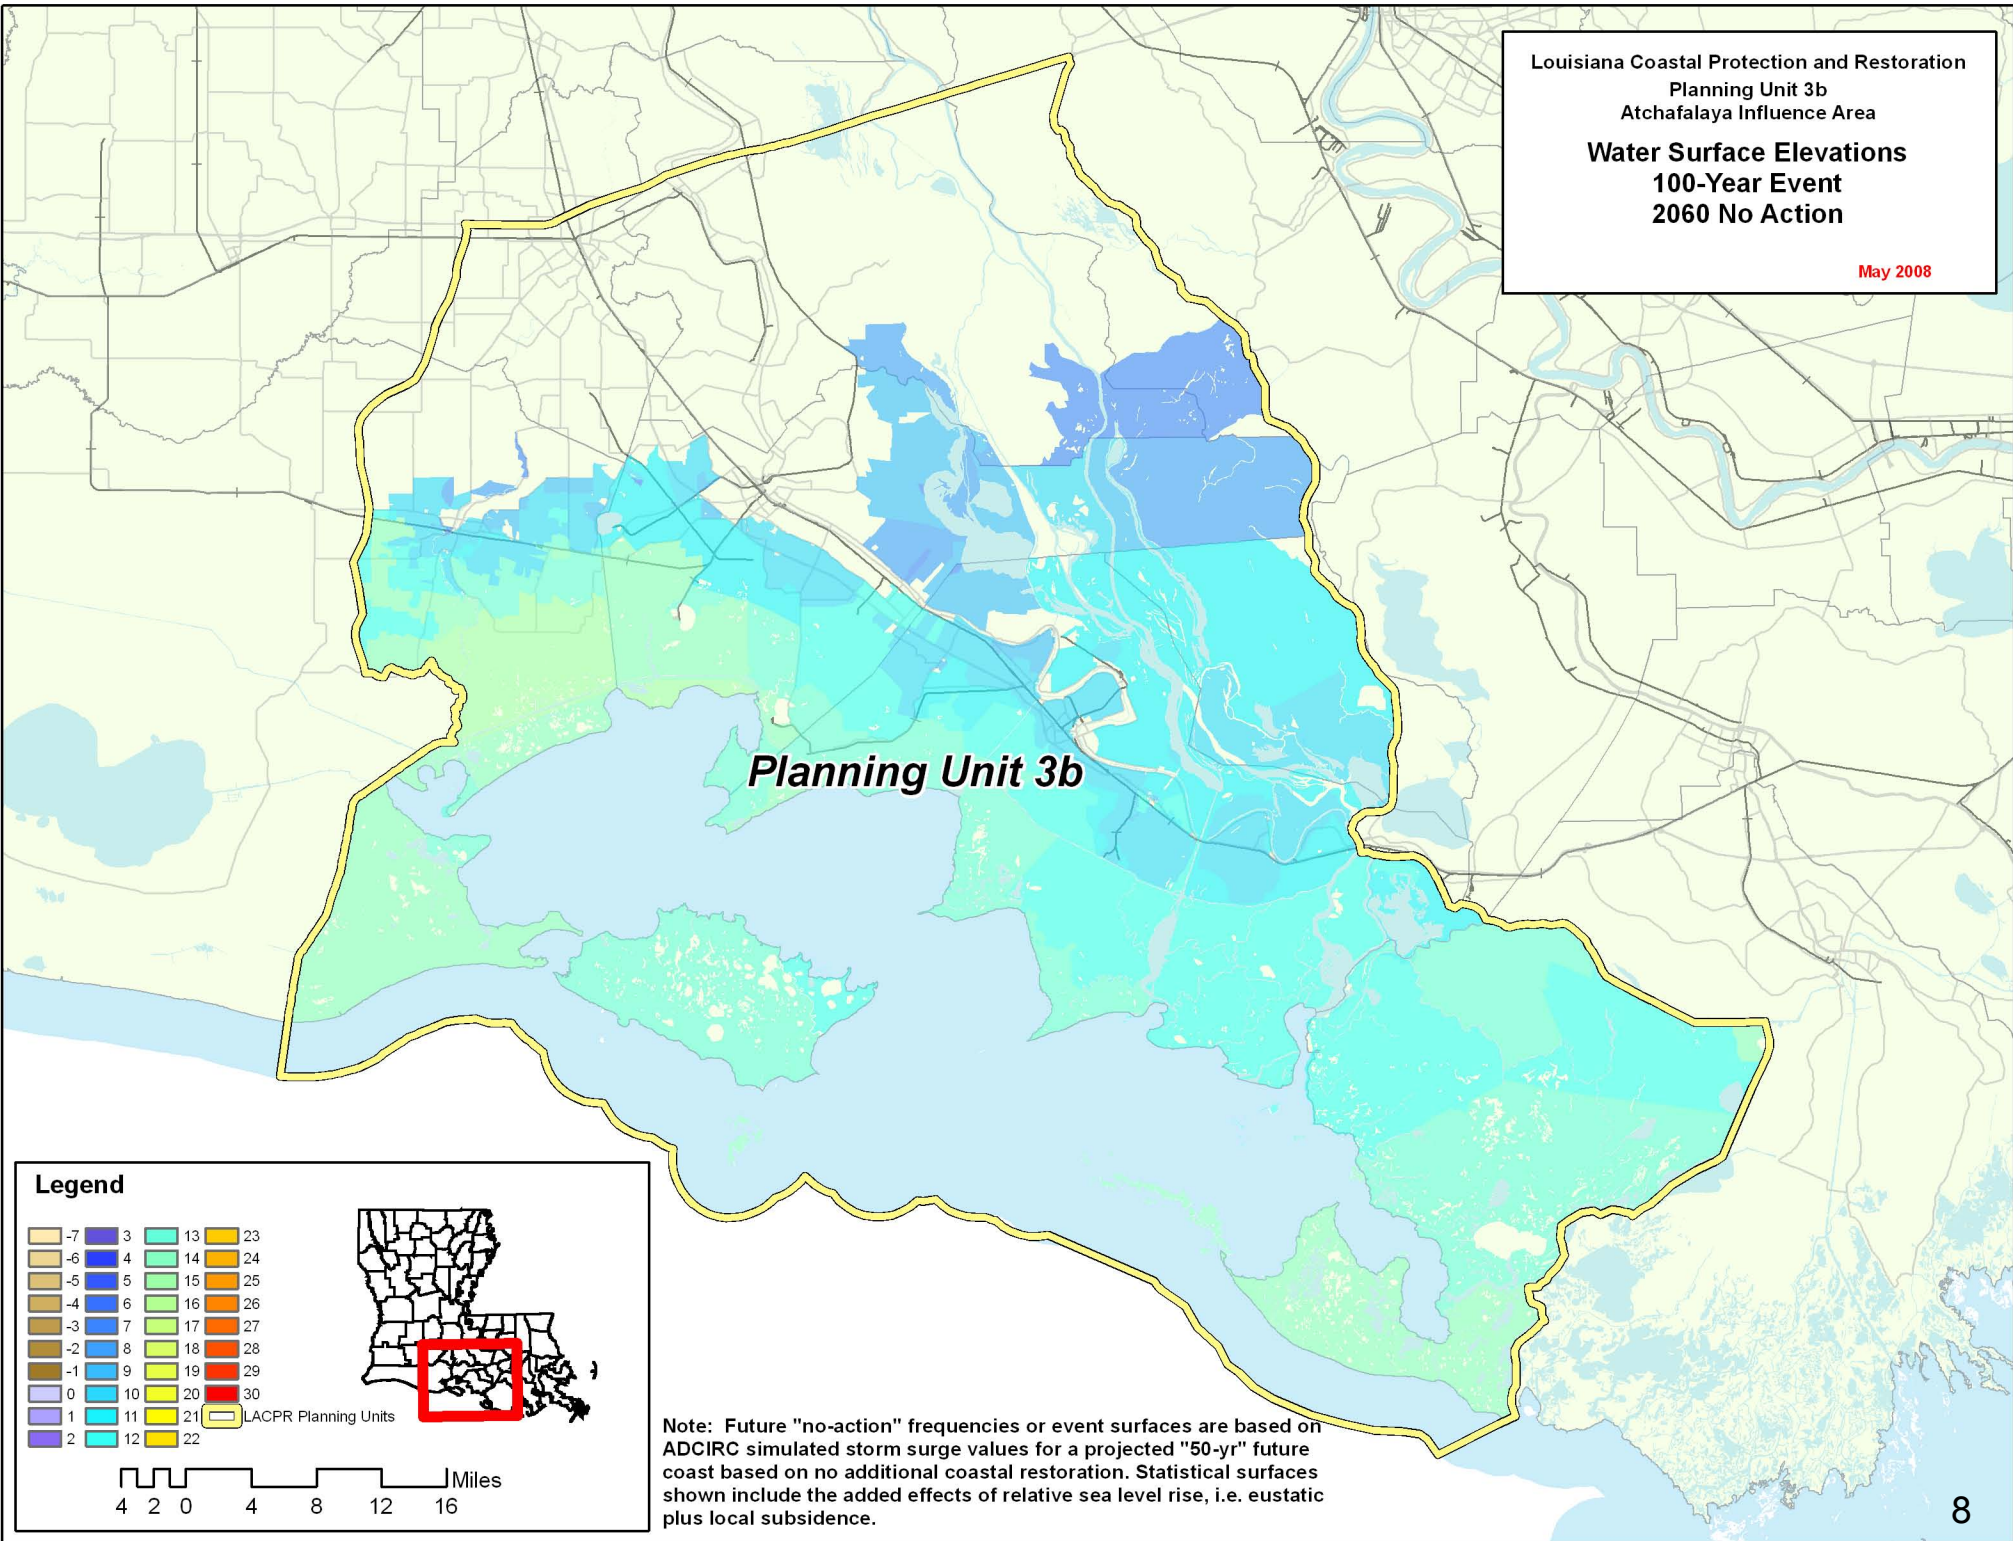 Louisiana Coastal Protection and Restoration
Planning Unit 3b
Atchafalaya Influence Area
Water Surface Elevations
100-Year Event
2060 No Action
May 2008
Planning Unit 3b
Legend
-7 3 13 23
-6 4 14 24
-5 5 15 25
-4 6 16 26
-3 7 17 27
-2 8 18 28
-1 9 19 29
0 10 20 30
1 11 21 LACPR Planning Units
2 12 22
Miles
4 2 0 4 8 12 16
Note: Future "no-action" frequencies or event surfaces are based on
ADCIRC simulated storm surge values for a projected "50-yr" future
coast based on no additional coastal restoration. Statistical surfaces
shown include the added effects of relative sea level rise, i.e. eustatic
plus local subsidence.
8